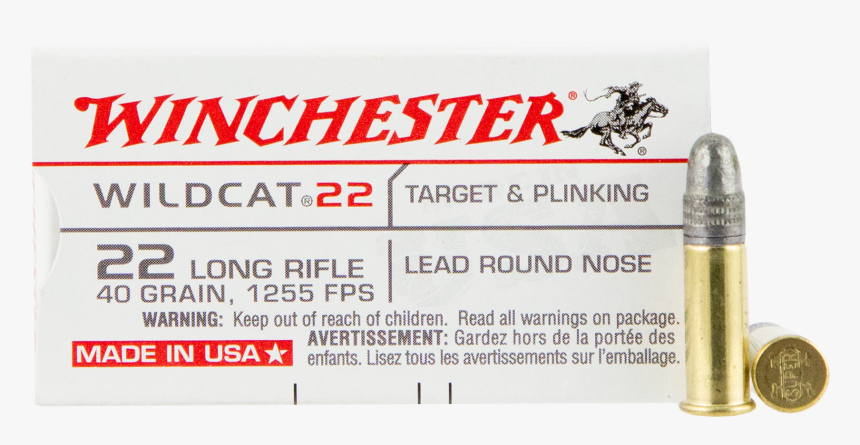 WINCHESTER®
®
WILDCAT®22
TARGET & PLINKING
22 LONG RIFLE
40 GRAIN, 1255 FPS
LEAD ROUND NOSE
WARNING: Keep out of reach of children. Read all warnings on package.
AVERTISSEMENT: Gardez hors de la portée des
enfants. Lisez tous les avertissements sur l'emballage.
MADE IN USA
SUPER